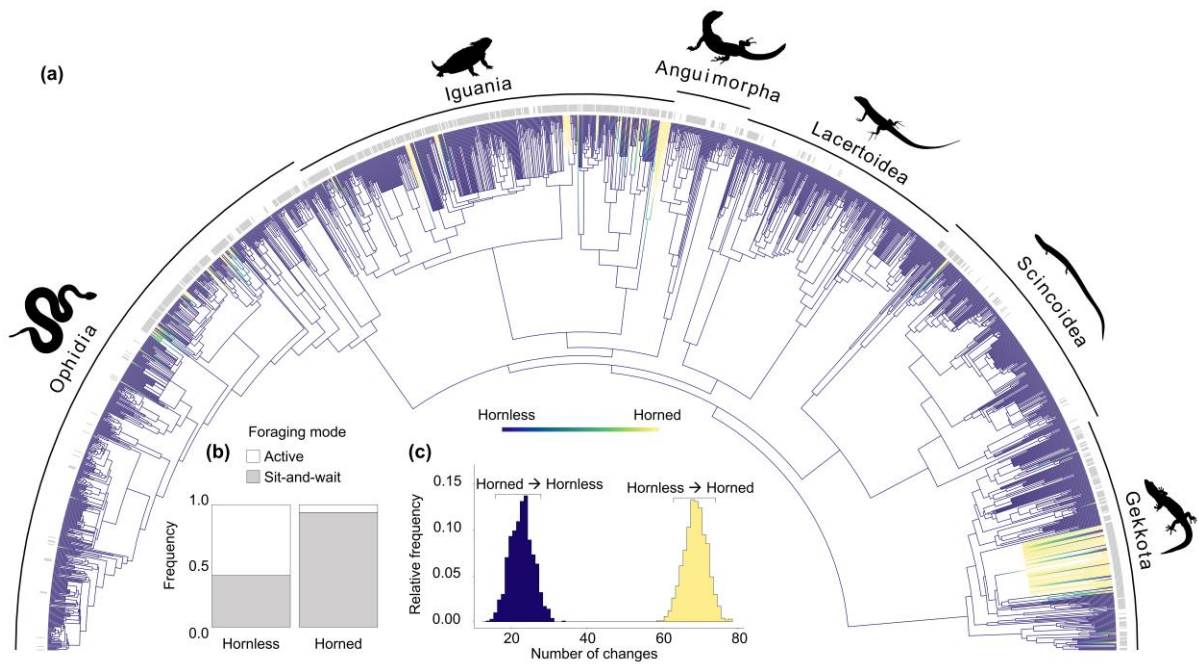 (a)
Iguania
Anguimorpha
Lacertoidea
Scincoidea
Gekkota
Ophidia
Hornless Horned
Foraging mode
Active
Sit-and-wait
(b)
1.0
0.5
0.0
Frequency
Hornless Horned
(c)
Horned → Hornless Hornless → Horned
0.15
0.10
0.05
0.00
Relative frequency
20 40 60 80
Number of changes